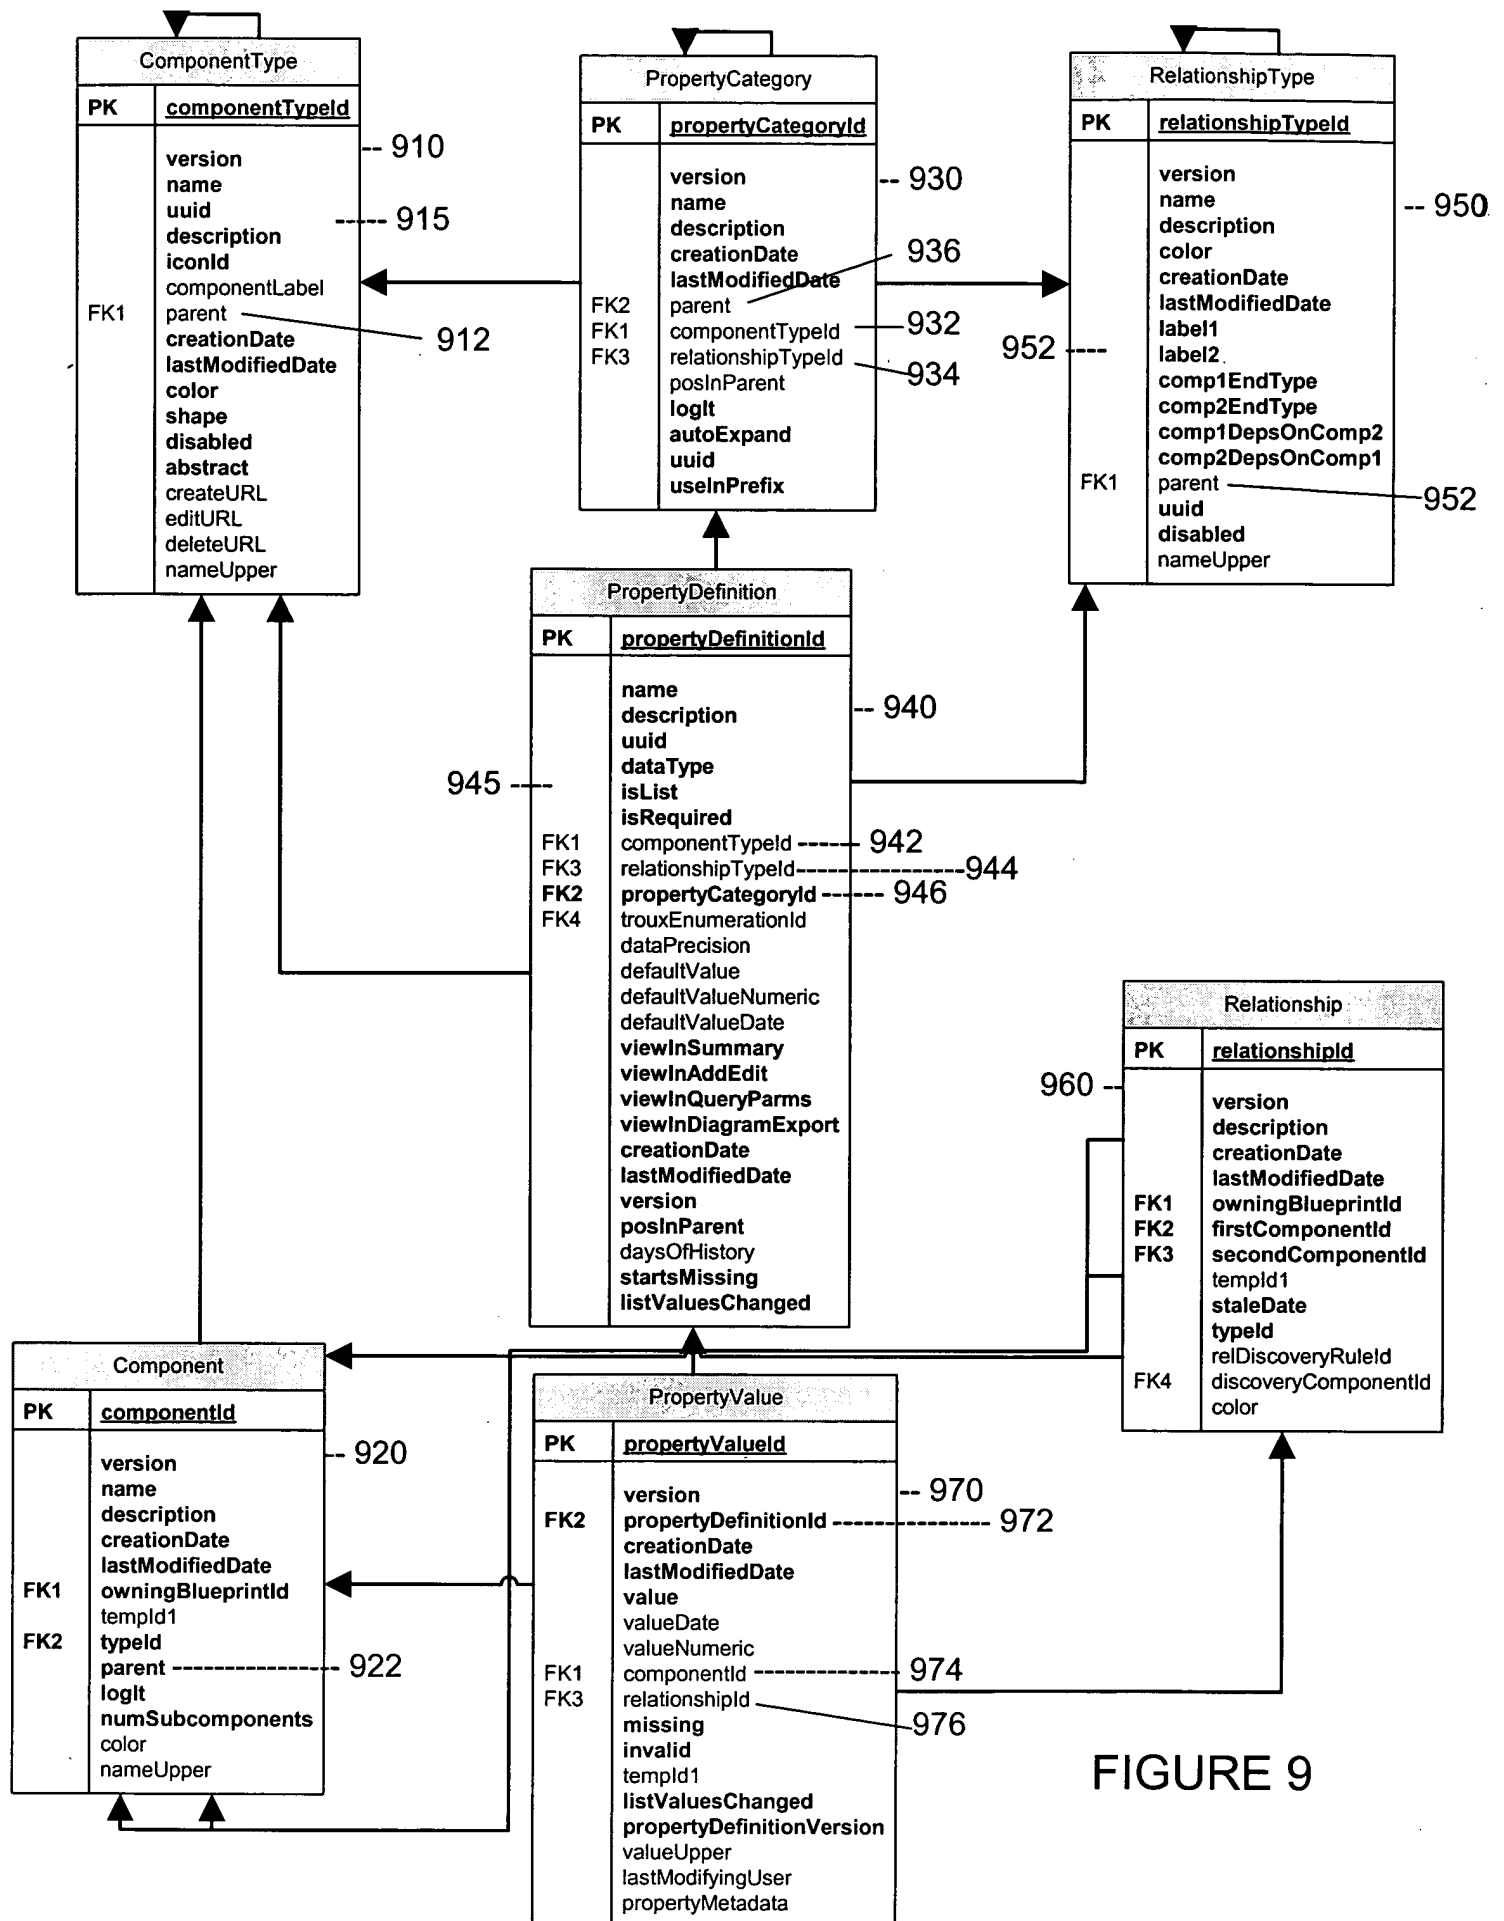 ComponentType
PK componentTypeId
version
910
name
uuid
915
description
iconId
componentLabel
FK1 parent
912
creationDate
lastModifiedDate
color
shape
disabled
abstract
createURL
editURL
deleteURL
nameUpper
PropertyCategory
PK propertyCategoryId
version
930
name
description
creationDate
936
lastModifiedDate
FK2 parent
FK1 componentTypeId
932
FK3 relationshipTypeId
934
posInParent
logIt
autoExpand
uuid
useInPrefix
RelationshipType
PK relationshipTypeId
version
name
950
description
color
creationDate
lastModifiedDate
label1
952
label2
comp1EndType
comp2EndType
comp1DepsOnComp2
comp2DepsOnComp1
FK1 parent
952
uuid
disabled
nameUpper
PropertyDefinition
PK propertyDefinitionId
name
940
description
uuid
dataType
945
isList
isRequired
FK1 componentTypeId
942
FK3 relationshipTypeId
944
FK2 propertyCategoryId
946
FK4 trouxEnumerationId
dataPrecision
defaultValue
defaultValueNumeric
defaultValueDate
viewInSummary
viewInAddEdit
viewInQueryParms
viewInDiagramExport
creationDate
lastModifiedDate
version
posInParent
daysOfHistory
startsMissing
listValuesChanged
Relationship
PK relationshipId
960
version
description
creationDate
lastModifiedDate
FK1 owningBlueprintId
FK2 firstComponentId
FK3 secondComponentId
tempId1
staleDate
typeId
relDiscoveryRuleId
FK4 discoveryComponentId
color
Component
PK componentId
920
version
name
description
creationDate
lastModifiedDate
FK1 owningBlueprintId
tempId1
FK2 typeId
parent
922
logIt
numSubcomponents
color
nameUpper
PropertyValue
PK propertyValueId
version
970
FK2 propertyDefinitionId
972
creationDate
lastModifiedDate
value
valueDate
valueNumeric
FK1 componentId
974
FK3 relationshipId
976
missing
invalid
tempId1
listValuesChanged
propertyDefinitionVersion
valueUpper
lastModifyingUser
propertyMetadata
FIGURE 9